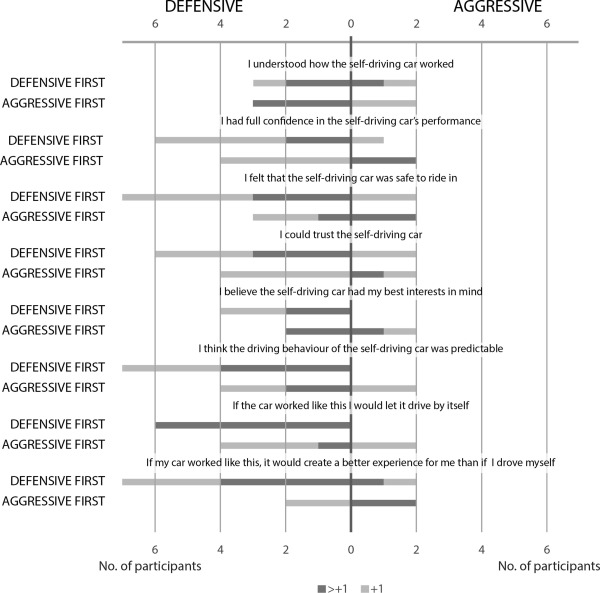 DEFENSIVE AGGRESSIVE
6 4 2 0 2 4 6
I understood how the self-driving car worked
DEFENSIVE FIRST
AGGRESSIVE FIRST
I had full confidence in the self-driving car's performance
DEFENSIVE FIRST
AGGRESSIVE FIRST
I felt that the self-driving car was safe to ride in
DEFENSIVE FIRST
AGGRESSIVE FIRST
I could trust the self-driving car
DEFENSIVE FIRST
AGGRESSIVE FIRST
I believe the self-driving car had my best interests in mind
DEFENSIVE FIRST
AGGRESSIVE FIRST
I think the driving behaviour of the self-driving car was predictable
DEFENSIVE FIRST
AGGRESSIVE FIRST
If the car worked like this I would let it drive by itself
DEFENSIVE FIRST
AGGRESSIVE FIRST
If my car worked like this, it would create a better experience for me than if I drove myself
DEFENSIVE FIRST
AGGRESSIVE FIRST
6 4 2 0 2 4 6
No. of participants No. of participants
>+1 +1